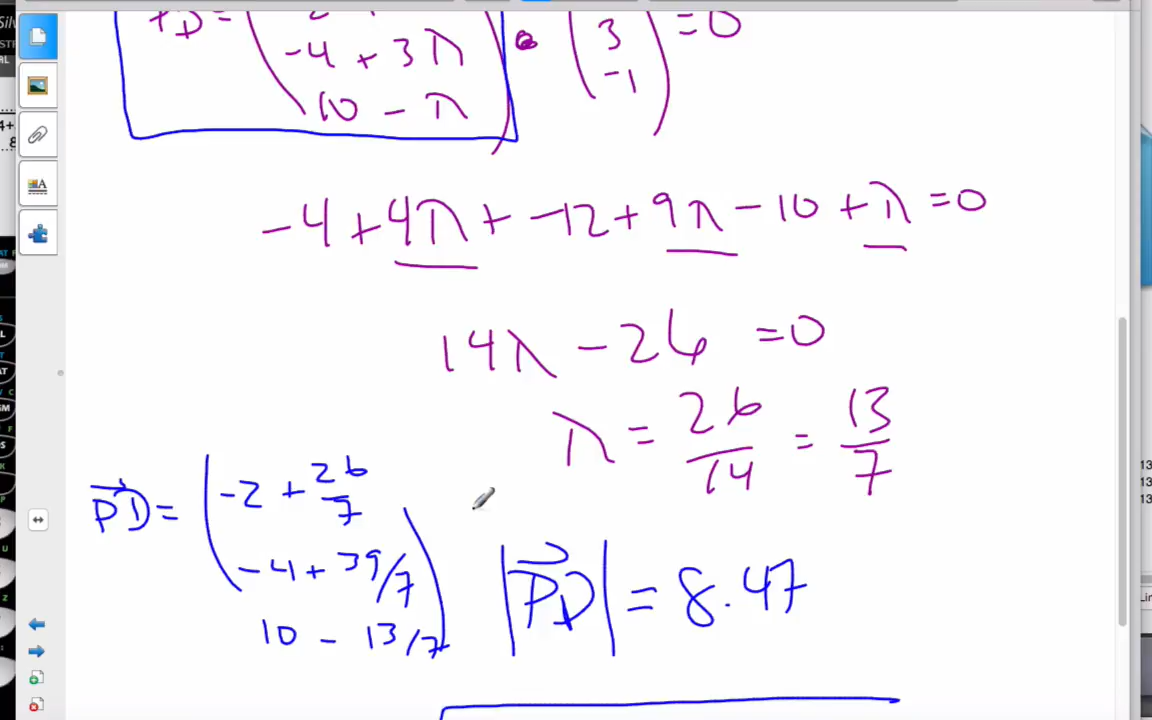 PD =
-4 + 3λ
10 - λ
3
-1
= 0
-4 + 4λ + -12 + 9λ - 10 + λ = 0
14λ - 26 = 0
λ = 26/14 = 13/7
PD = -2 + 26/7
-4 + 39/7
10 - 13/7
|PD| = 8.47